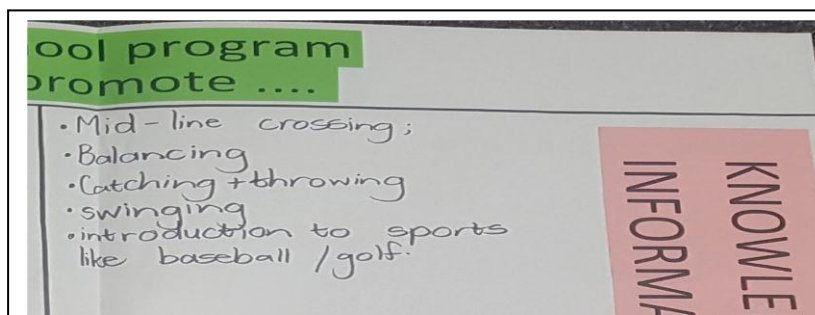 ool program
promote ....
• Mid-line crossing;
• Balancing
• Catching + throwing
• swinging
• introduction to sports
like baseball / golf.
KNOWLE
INFORMA